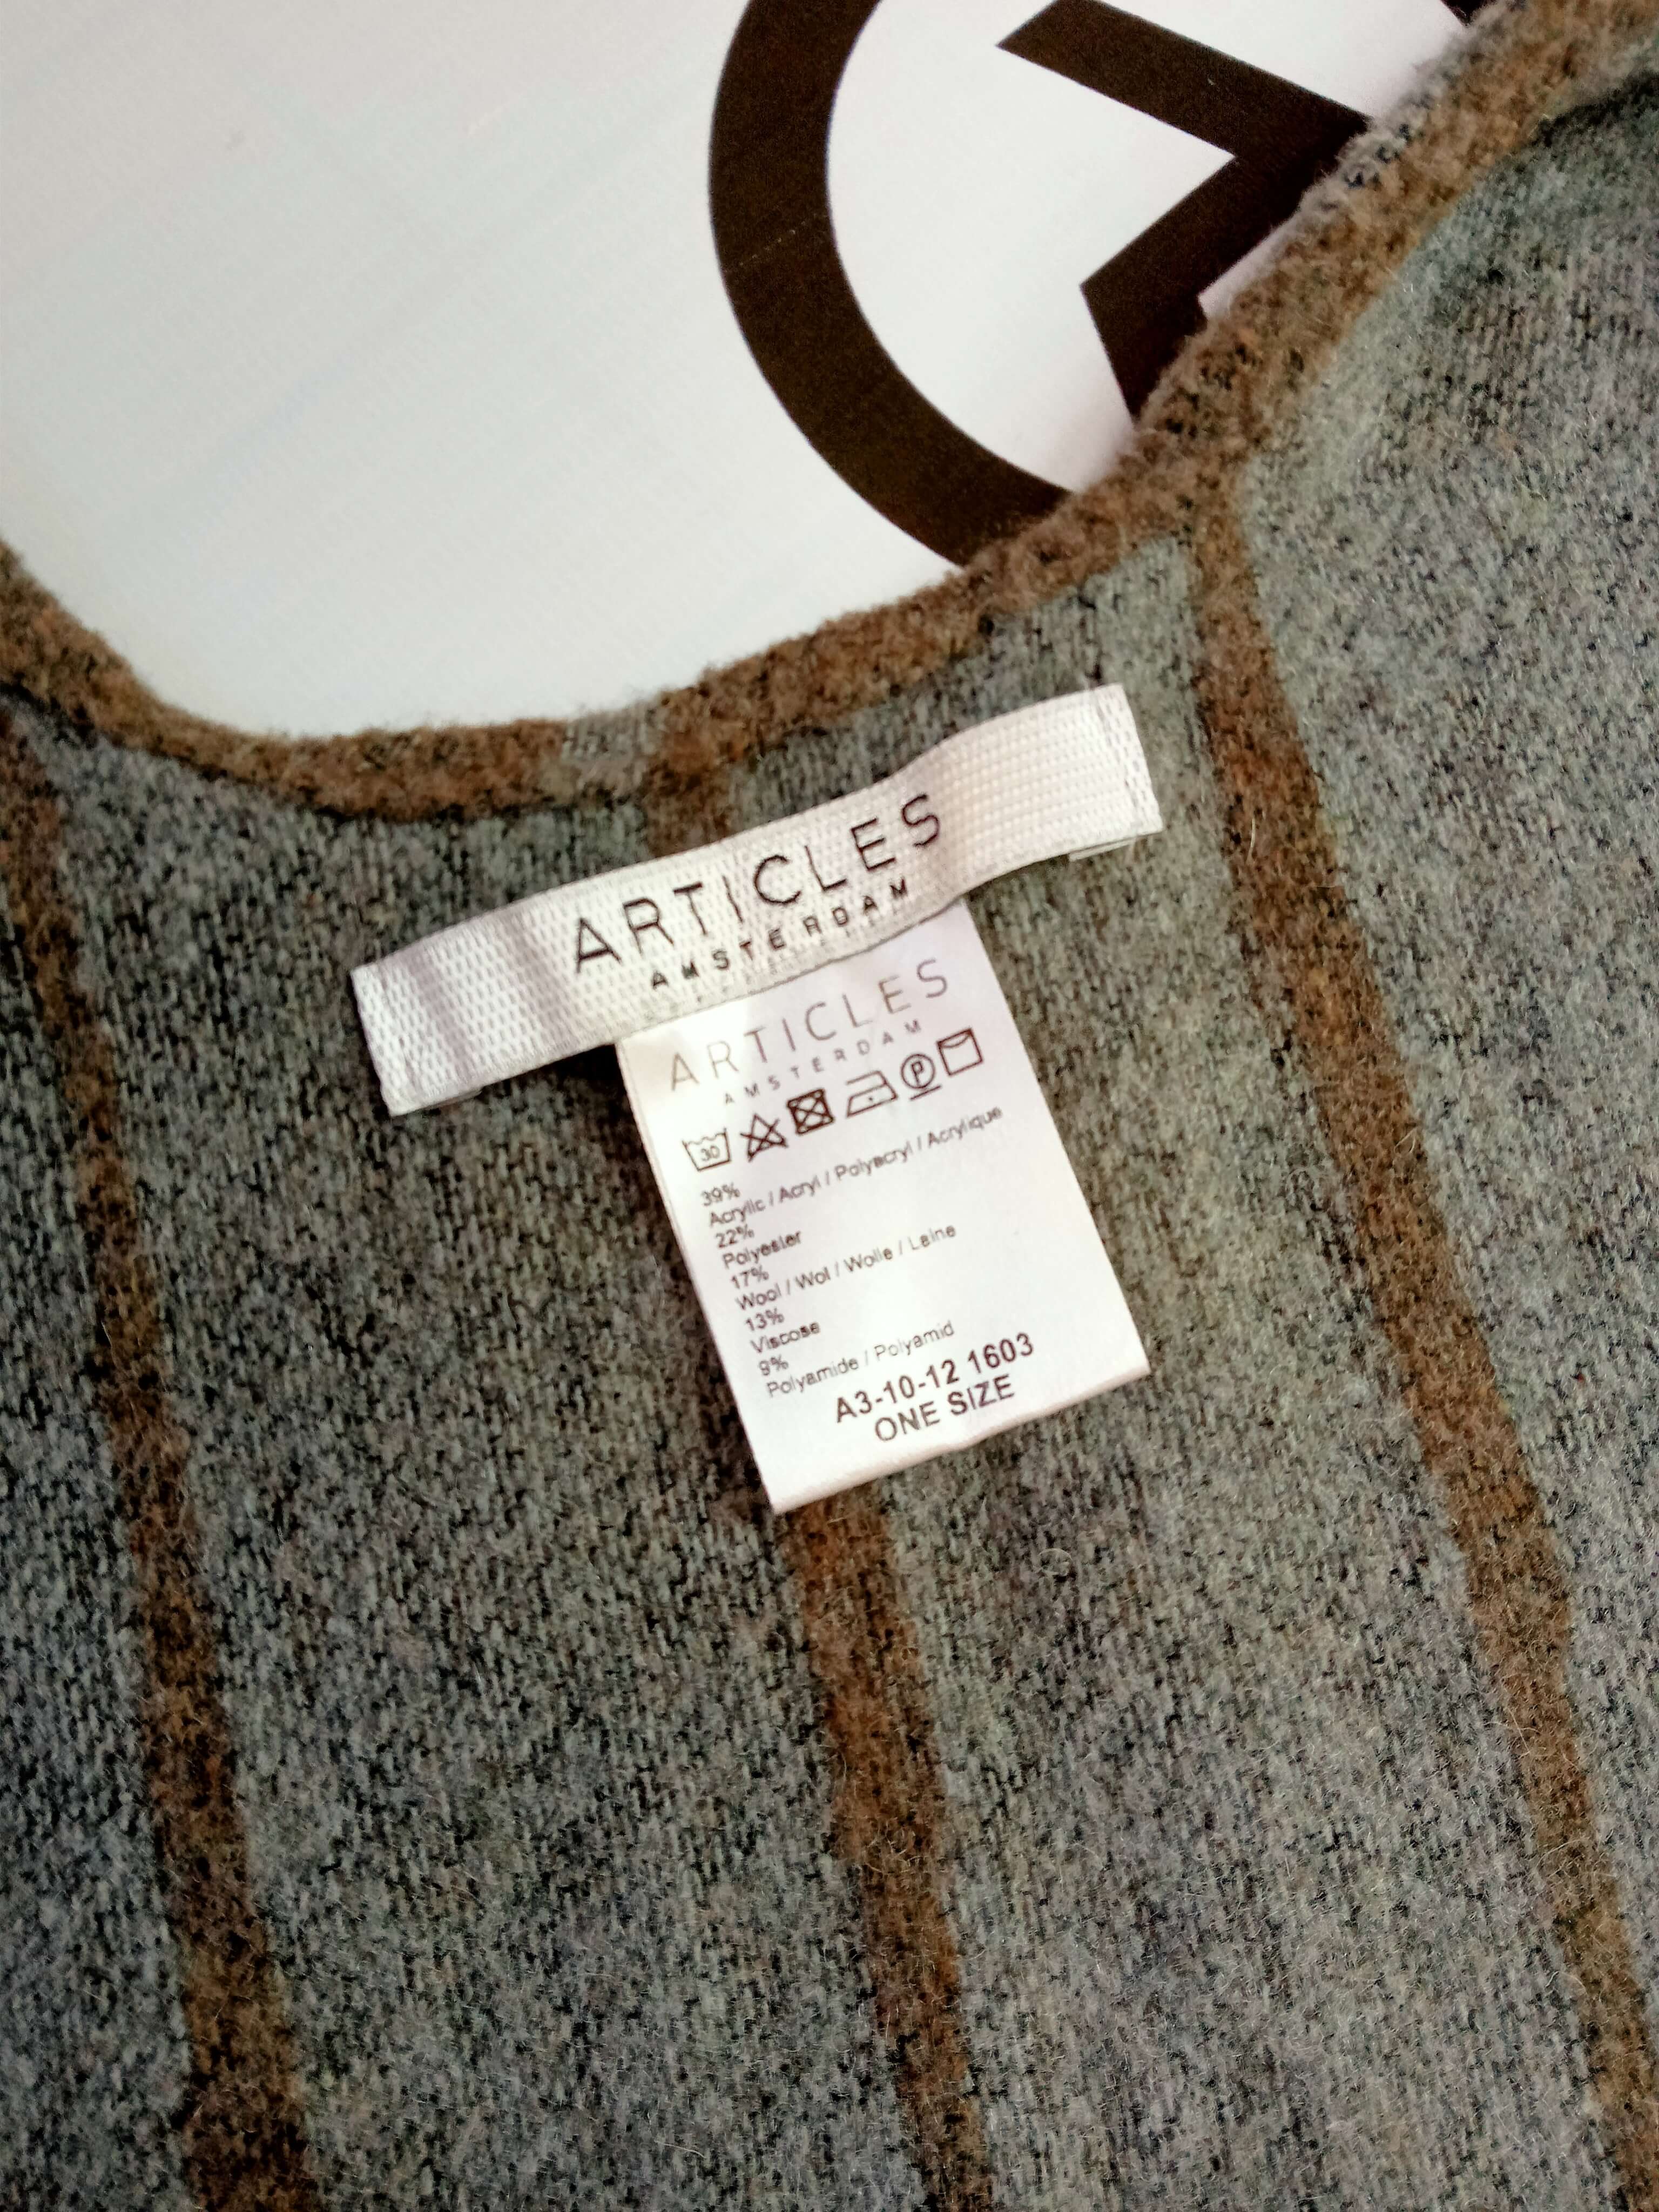 ARTICLES
AMSTERDAM
ARTICLES
AMSTERDAM
30
P
39%
Acrylic / Acryl / Polyacryl / Acrylique
22%
Polyester
17%
Wool / Wol / Wolle / Laine
13%
Viscose
9%
Polyamide / Polyamid
A3-10-12 1603
ONE SIZE